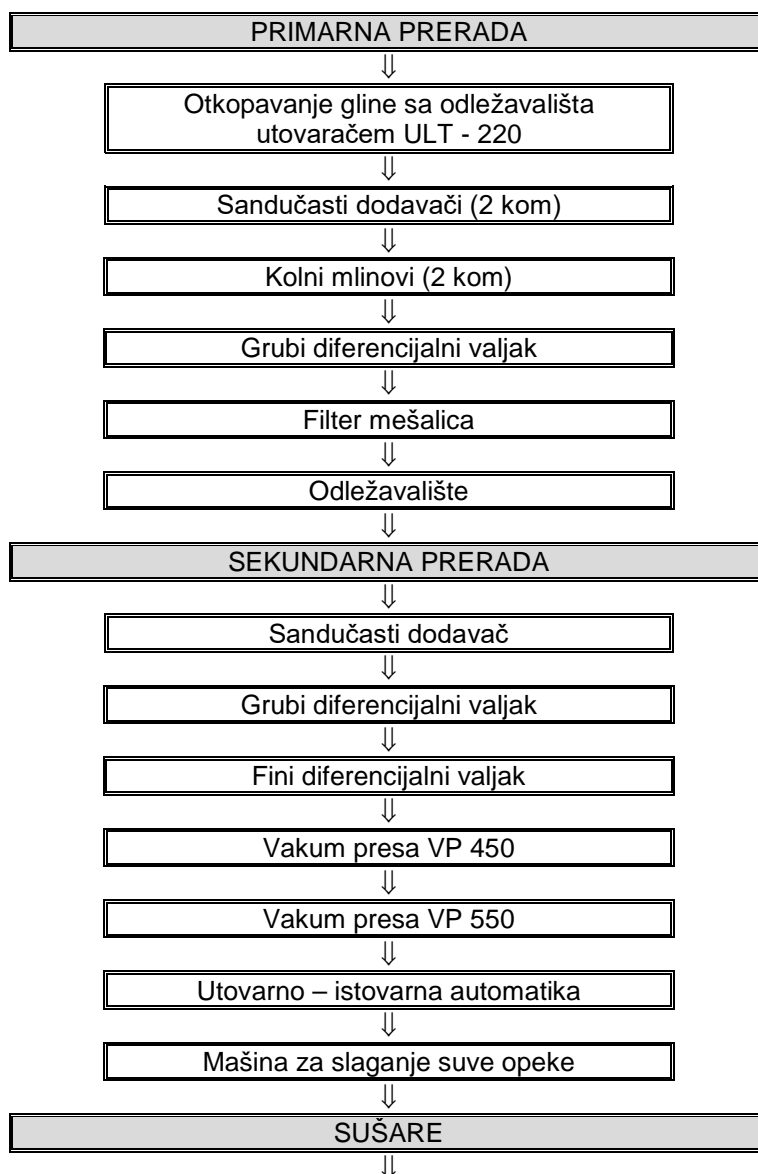 PRIMARNA PRERADA
⇓
Otkopavanje gline sa odležavališta
utovaračem ULT - 220
⇓
Sandučasti dodavači (2 kom)
⇓
Kolni mlinovi (2 kom)
⇓
Grubi diferencijalni valjak
⇓
Filter mešalica
⇓
Odležavalište
⇓
SEKUNDARNA PRERADA
⇓
Sandučasti dodavač
⇓
Grubi diferencijalni valjak
⇓
Fini diferencijalni valjak
⇓
Vakum presa VP 450
⇓
Vakum presa VP 550
⇓
Utovarno – istovarna automatika
⇓
Mašina za slaganje suve opeke
⇓
SUŠARE
⇓